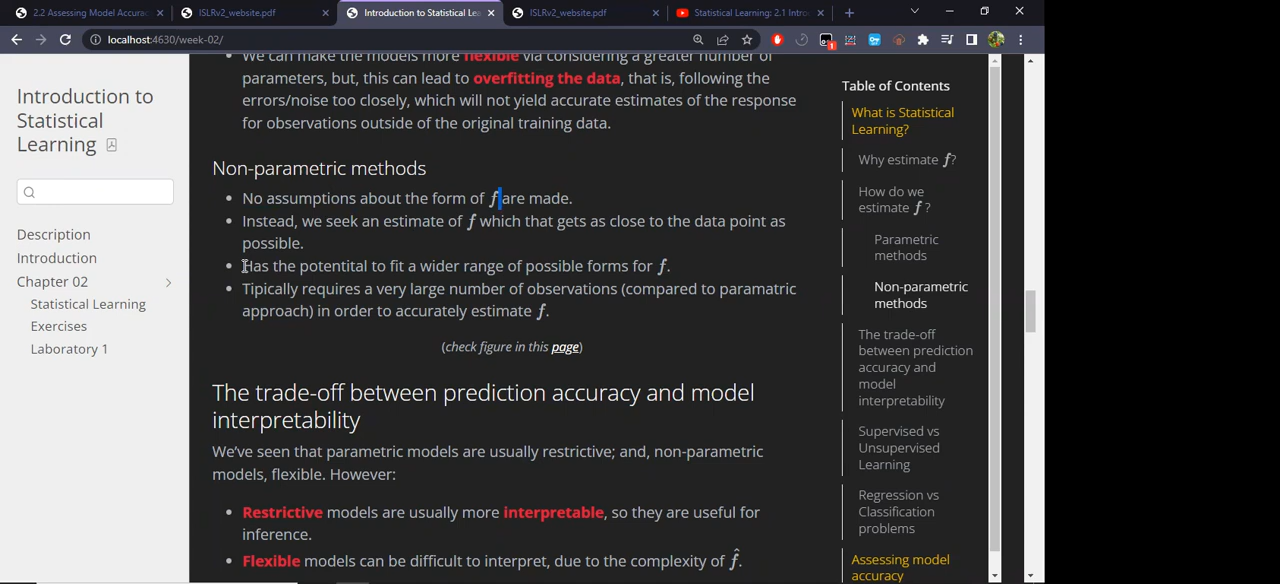 2.2 Assessing Model Accurac
ISLRv2_website.pdf
Introduction to Statistical Le
ISLRv2_website.pdf
Statistical Learning: 2.1 Intro
localhost:4630/week-02/
1
Introduction to
Statistical
Learning
Description
Introduction
Chapter 02
Statistical Learning
Exercises
Laboratory 1
We can make the models more flexible via considering a greater number of
parameters, but, this can lead to overfitting the data, that is, following the
errors/noise too closely, which will not yield accurate estimates of the response
for observations outside of the original training data.
Non-parametric methods
No assumptions about the form of f are made.
Instead, we seek an estimate of f which that gets as close to the data point as
possible.
Has the potentital to fit a wider range of possible forms for f.
Tipically requires a very large number of observations (compared to paramatric
approach) in order to accurately estimate f.
(check figure in this page)
The trade-off between prediction accuracy and model
interpretability
We've seen that parametric models are usually restrictive; and, non-parametric
models, flexible. However:
Restrictive models are usually more interpretable, so they are useful for
inference.
Flexible models can be difficult to interpret, due to the complexity of f̂.
Table of Contents
What is Statistical
Learning?
Why estimate f?
How do we
estimate f ?
Parametric
methods
Non-parametric
methods
The trade-off
between prediction
accuracy and
model
interpretability
Supervised vs
Unsupervised
Learning
Regression vs
Classification
problems
Assessing model
accuracy